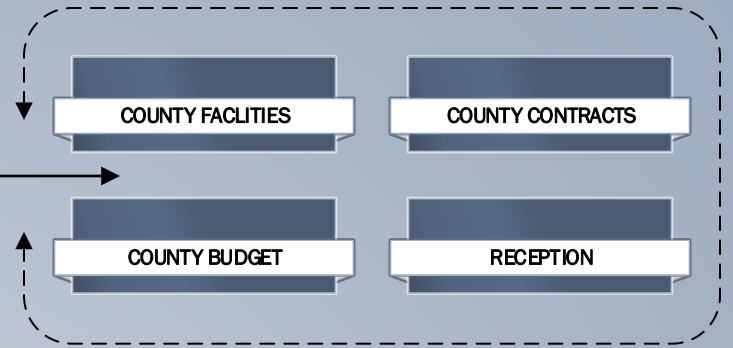 COUNTY FACLITIES
COUNTY CONTRACTS
COUNTY BUDGET
RECEPTION